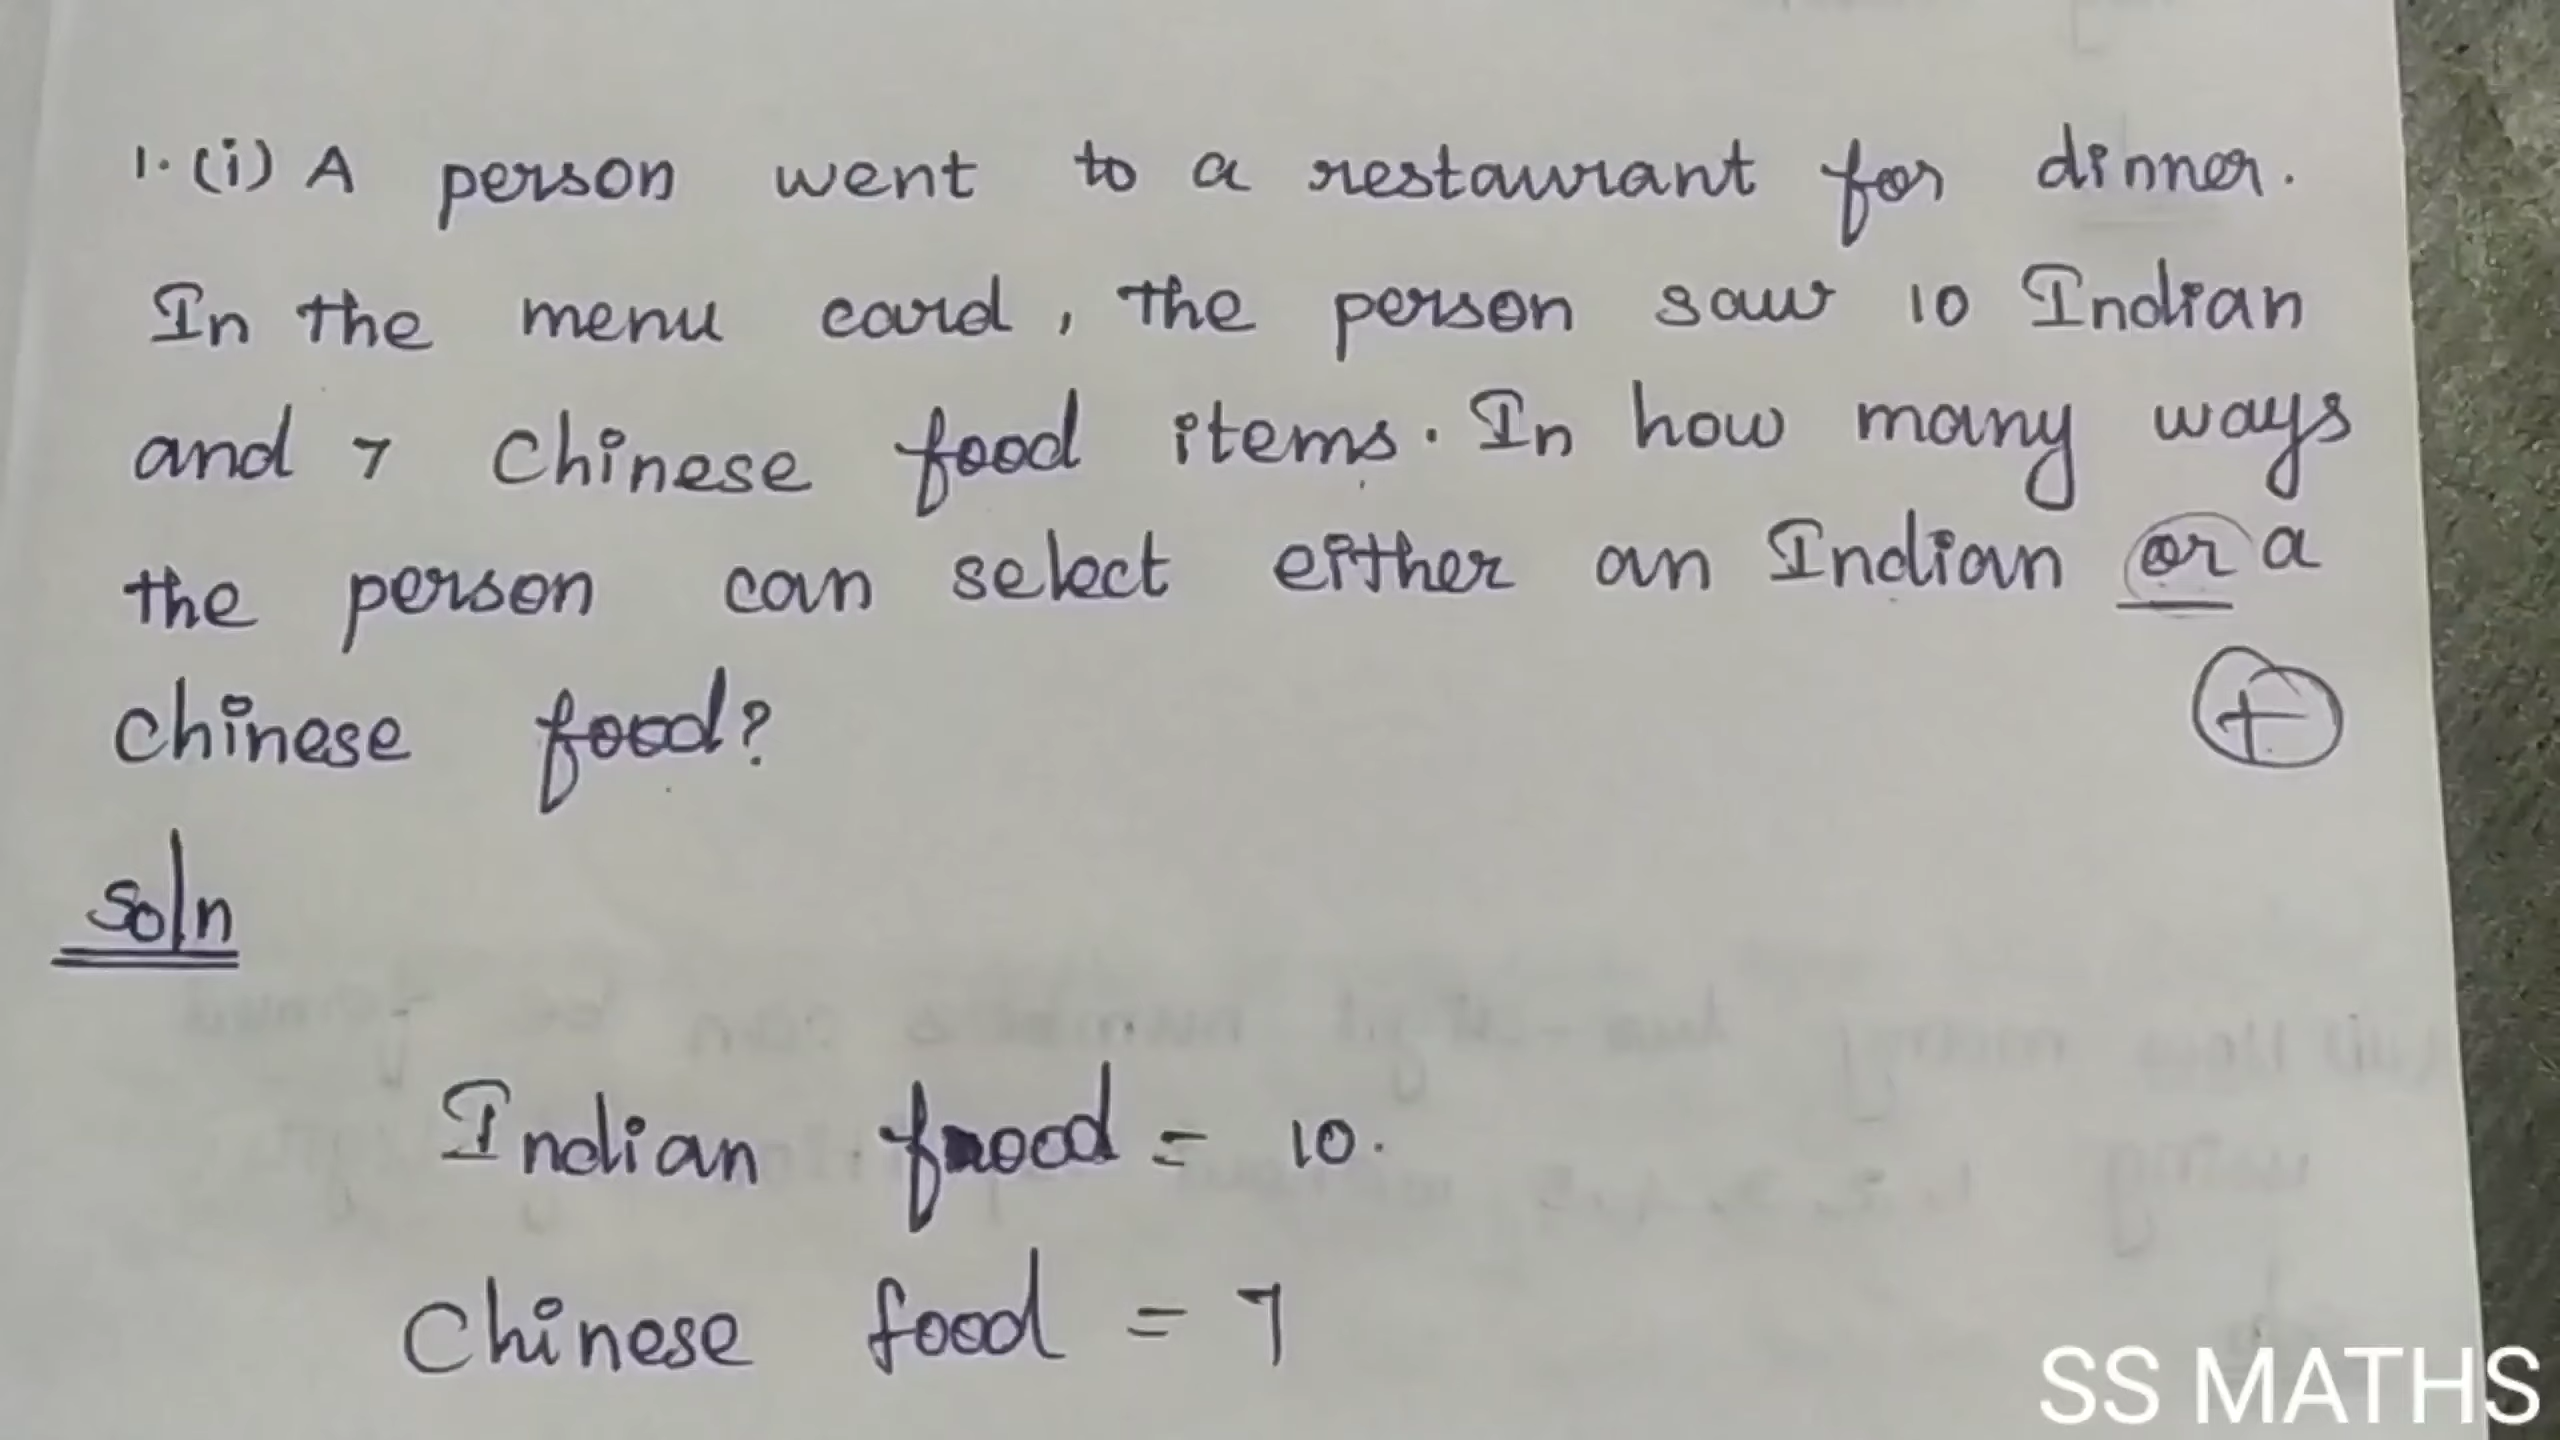 1. (i) A person went to a restaurant for dinner.
In the menu card, the person saw 10 Indian
and 7 Chinese food items. In how many ways
the person can select either an Indian or a
+
Chinese food?
Soln
Indian food = 10.
Chinese food = 7
SS MATHS